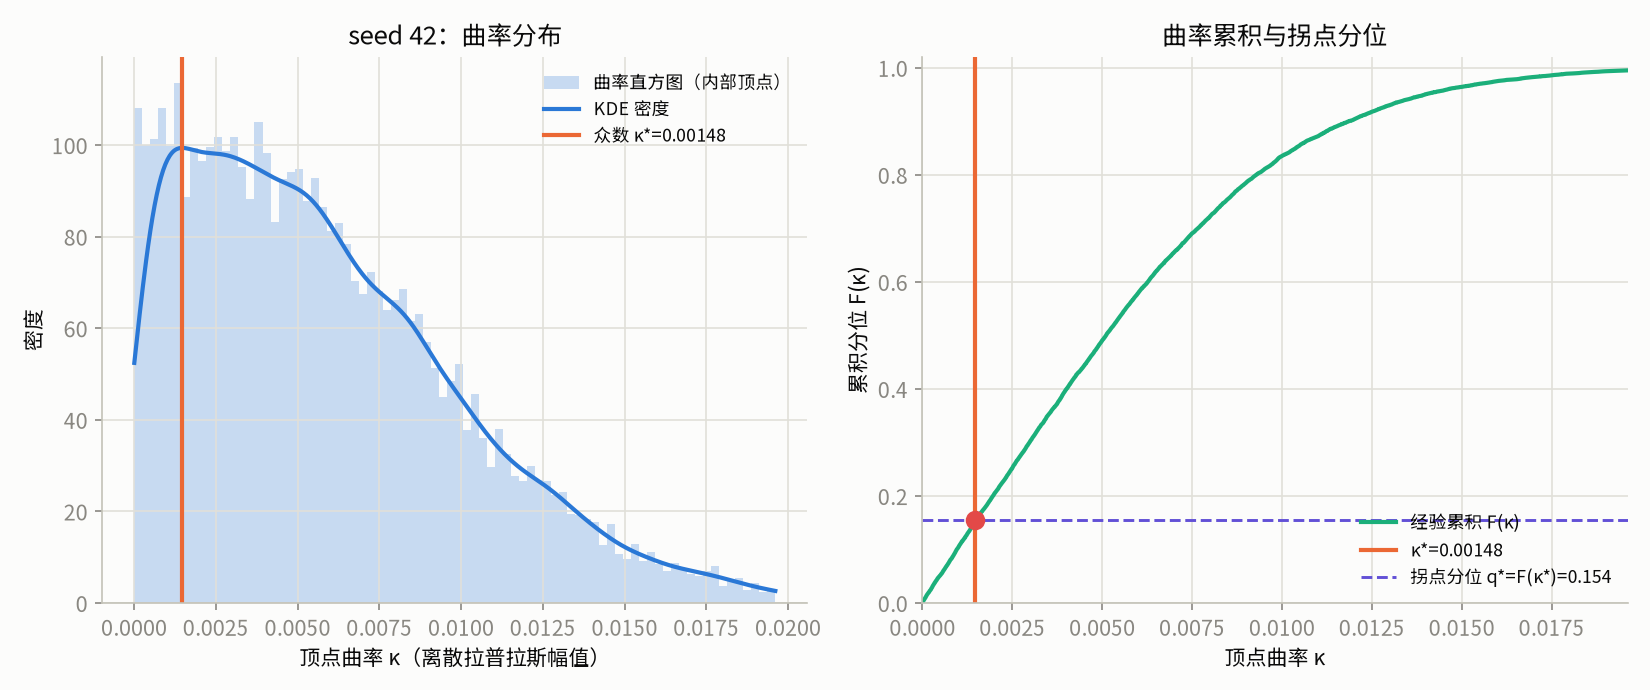 seed 42：曲率分布
曲率直方图（内部顶点）
KDE 密度
众数 κ*=0.00148
密度
100
80
60
40
20
0
0.0000 0.0025 0.0050 0.0075 0.0100 0.0125 0.0150 0.0175 0.0200
顶点曲率 κ（离散拉普拉斯幅值）
曲率累积与拐点分位
累积分位 F(κ)
1.0
0.8
0.6
0.4
0.2
0.0
经验累积 F(κ)
κ*=0.00148
拐点分位 q*=F(κ*)=0.154
0.0000 0.0025 0.0050 0.0075 0.0100 0.0125 0.0150 0.0175
顶点曲率 κ